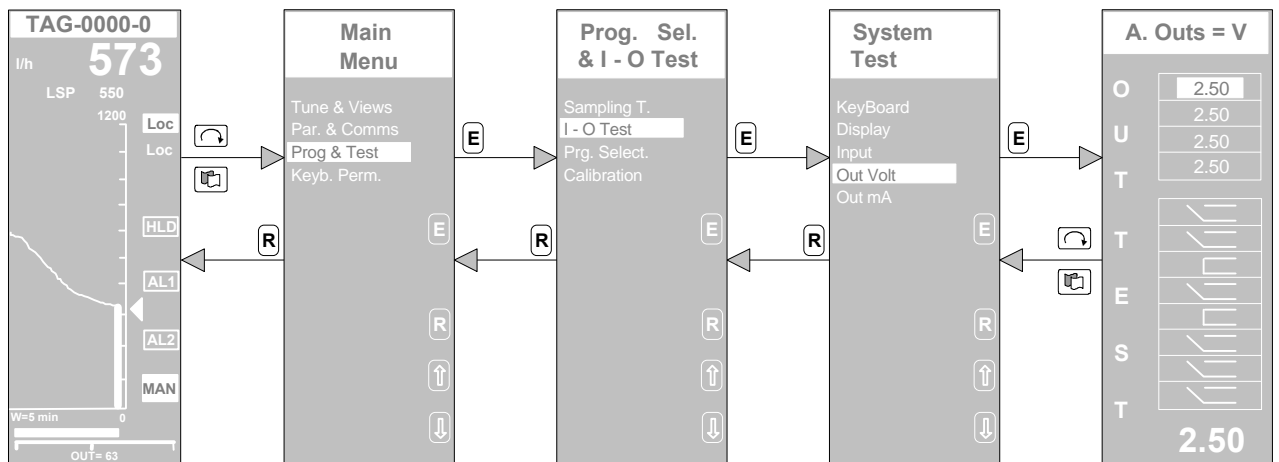 TAG-0000-0
l/h 573
LSP 550
1200
Loc
Loc
HLD
AL1
AL2
MAN
W=5 min 0
OUT= 63
R
Main
Menu
Tune & Views
Par. & Comms
Prog & Test
Keyb. Perm.
E
R
E
R
Prog. Sel.
& I - O Test
Sampling T.
I - O Test
Prg. Select.
Calibration
E
R
E
R
System
Test
KeyBoard
Display
Input
Out Volt
Out mA
E
R
E
A. Outs = V
O
U
T
T
E
S
T
2.50
2.50
2.50
2.50
2.50